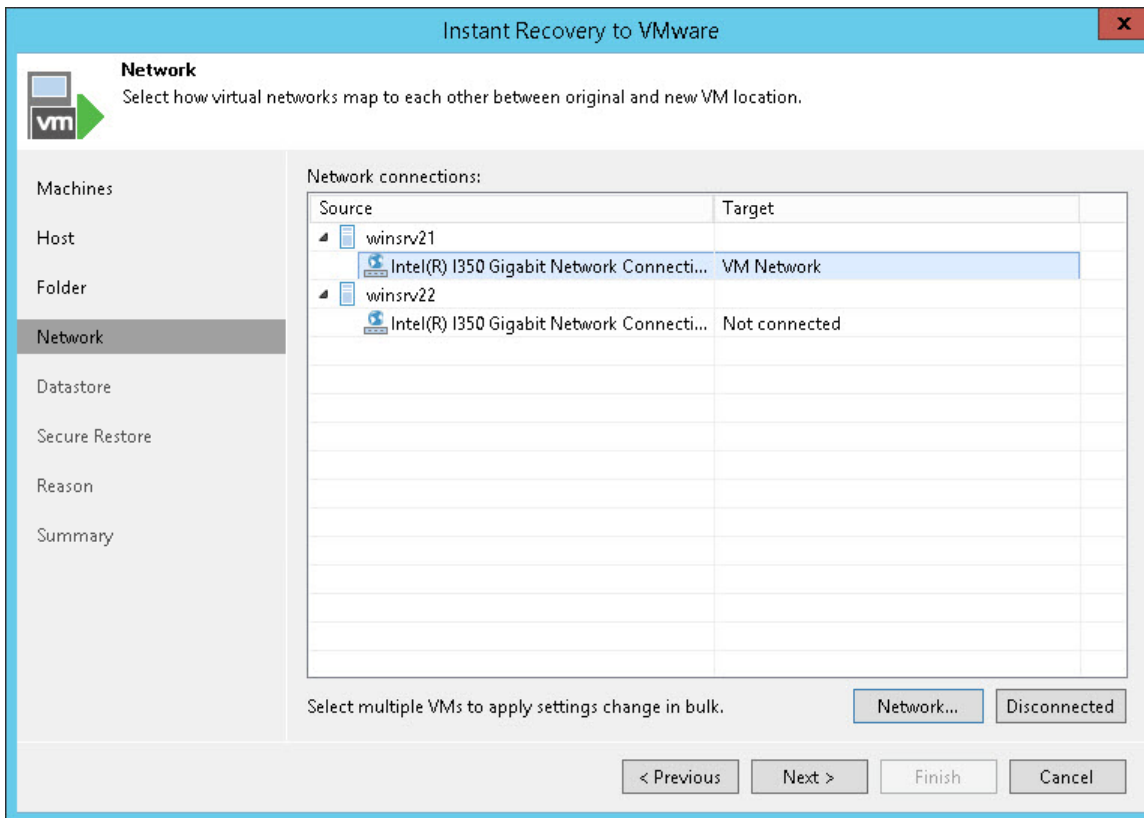 Instant Recovery to VMware
x
Network
Select how virtual networks map to each other between original and new VM location.
vm
Machines
Host
Folder
Network
Datastore
Secure Restore
Reason
Summary
Network connections:
Source Target
winsrv21
Intel(R) I350 Gigabit Network Connecti... VM Network
winsrv22
Intel(R) I350 Gigabit Network Connecti... Not connected
Select multiple VMs to apply settings change in bulk. Network... Disconnected
< Previous Next > Finish Cancel